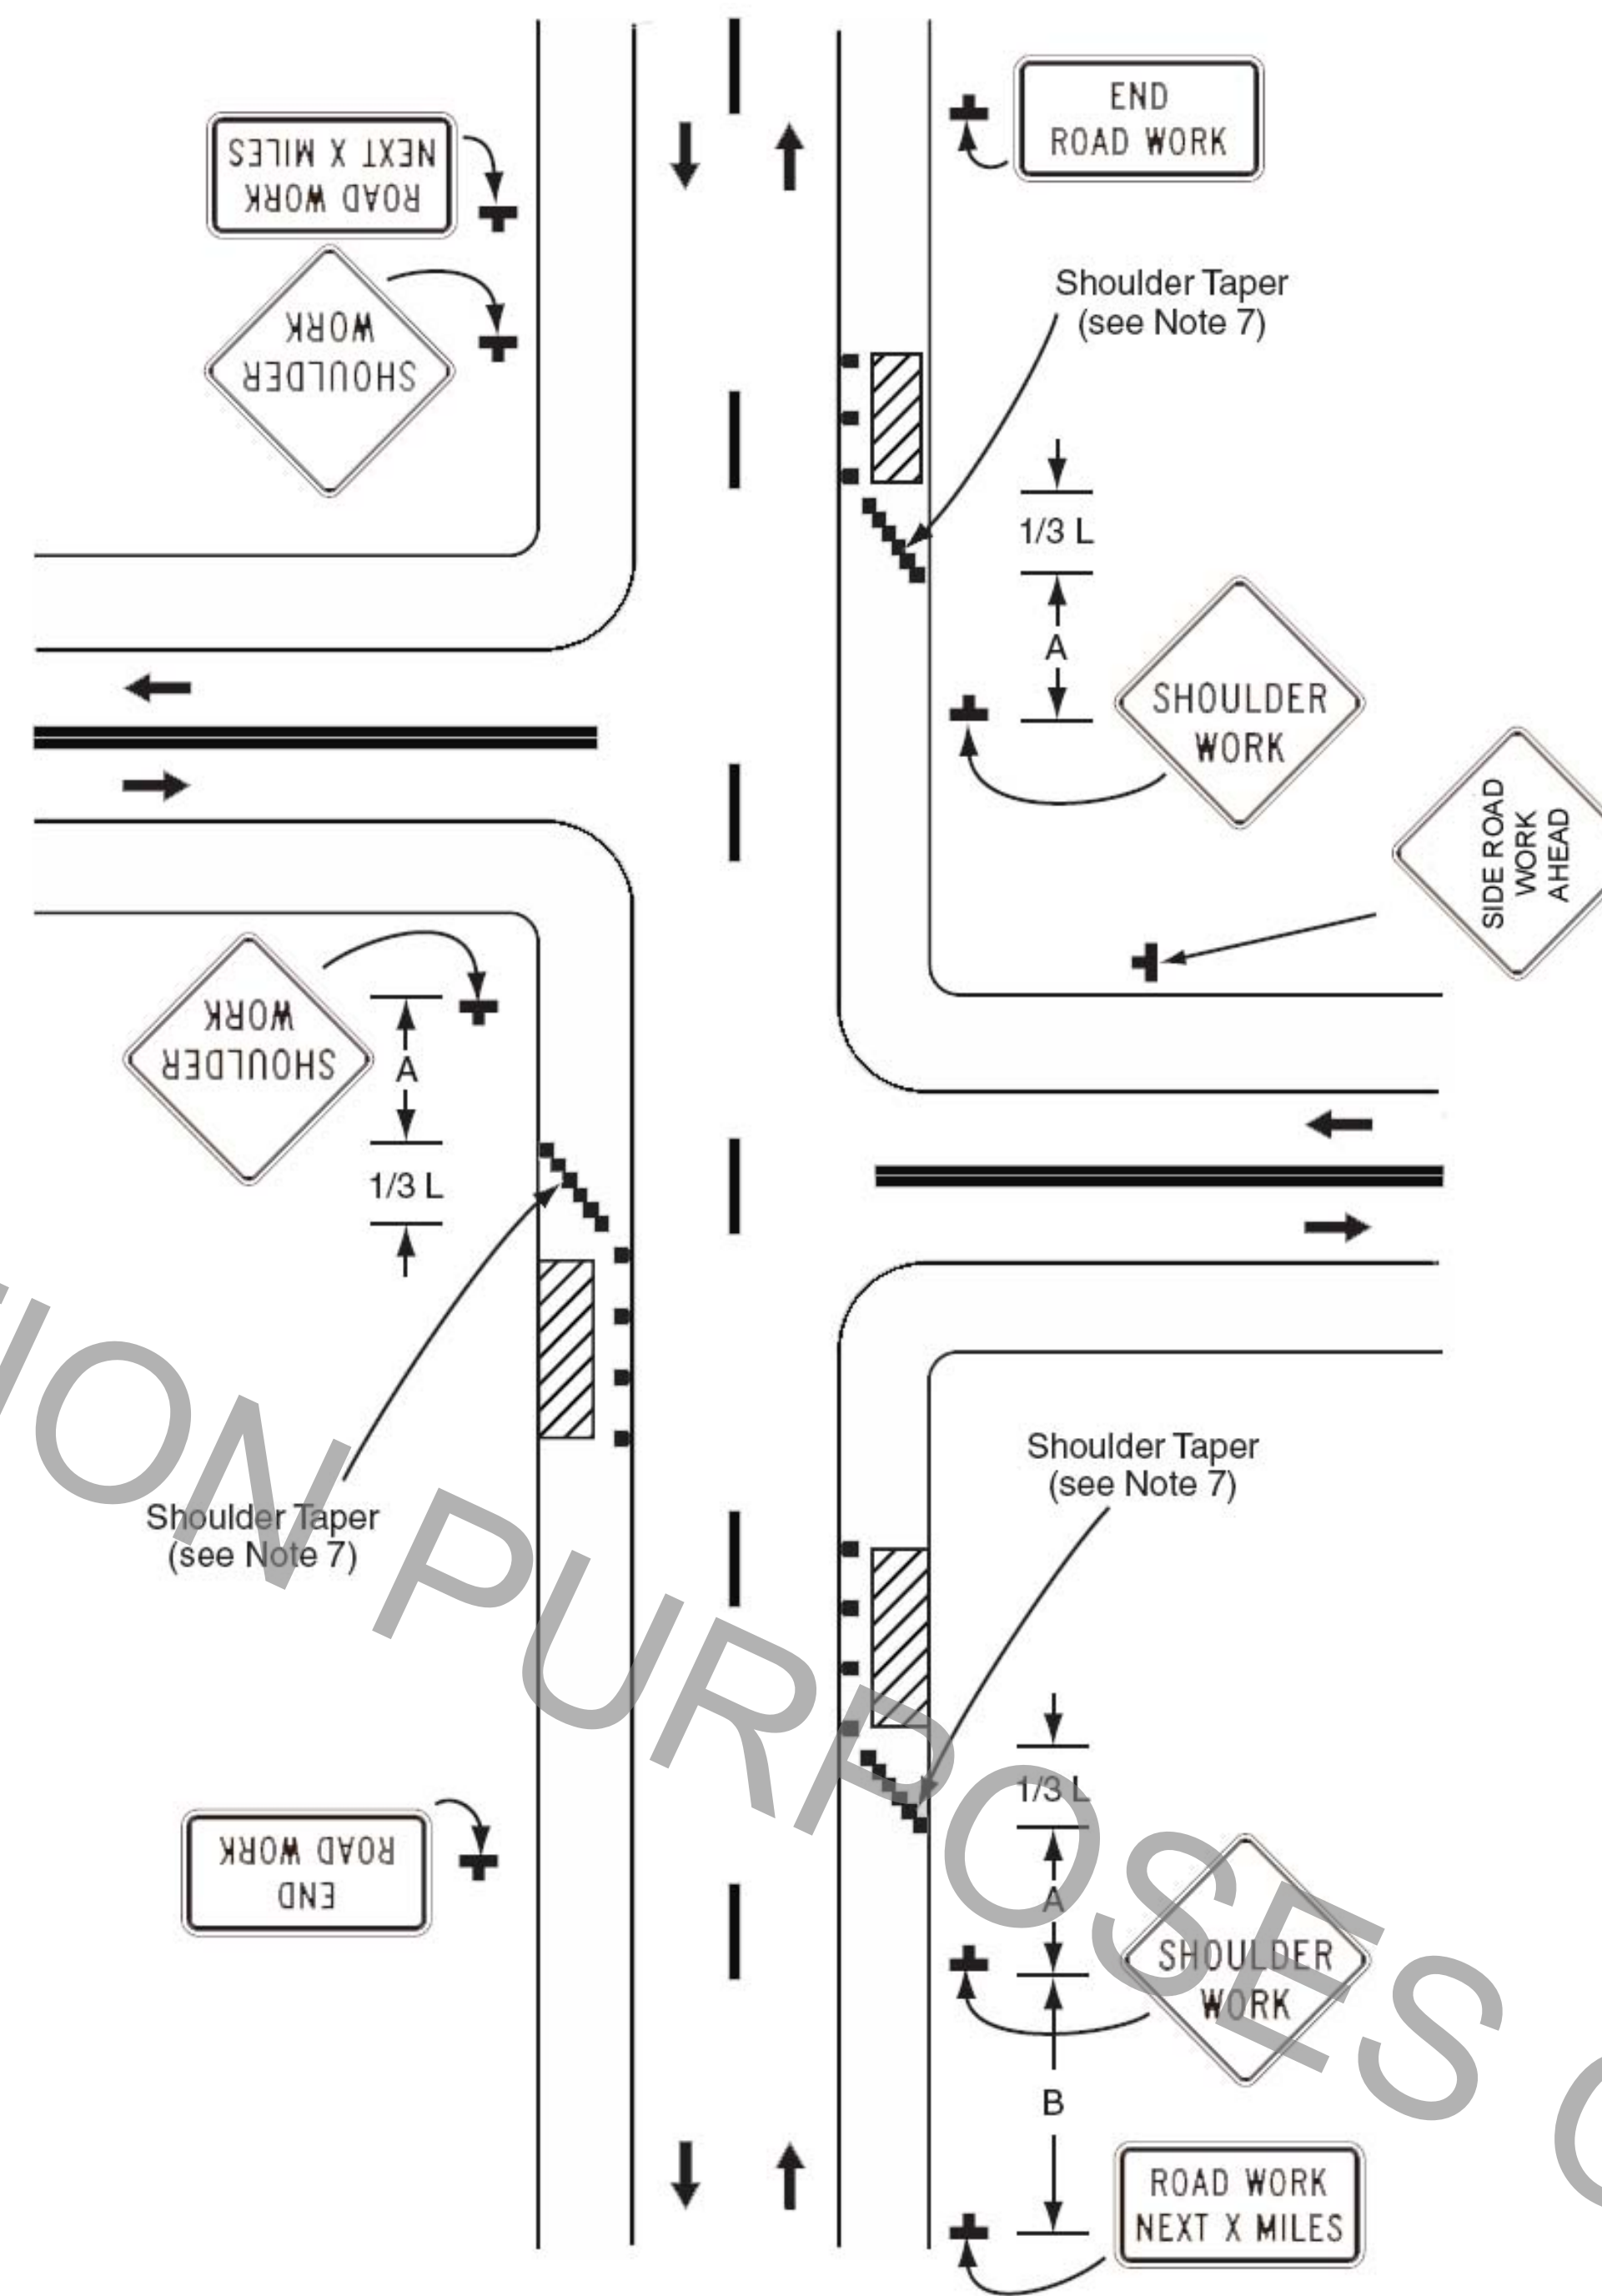 END
ROAD WORK
ROAD WORK
NEXT X MILES
SHOULDER
WORK
Shoulder Taper
(see Note 7)
1/3 L
A
SHOULDER
WORK
SIDE ROAD
WORK
AHEAD
SHOULDER
WORK
A
1/3 L
Shoulder Taper
(see Note 7)
Shoulder Taper
(see Note 7)
1/3 L
A
SHOULDER
WORK
END
ROAD WORK
B
ROAD WORK
NEXT X MILES
ION PURPOSES